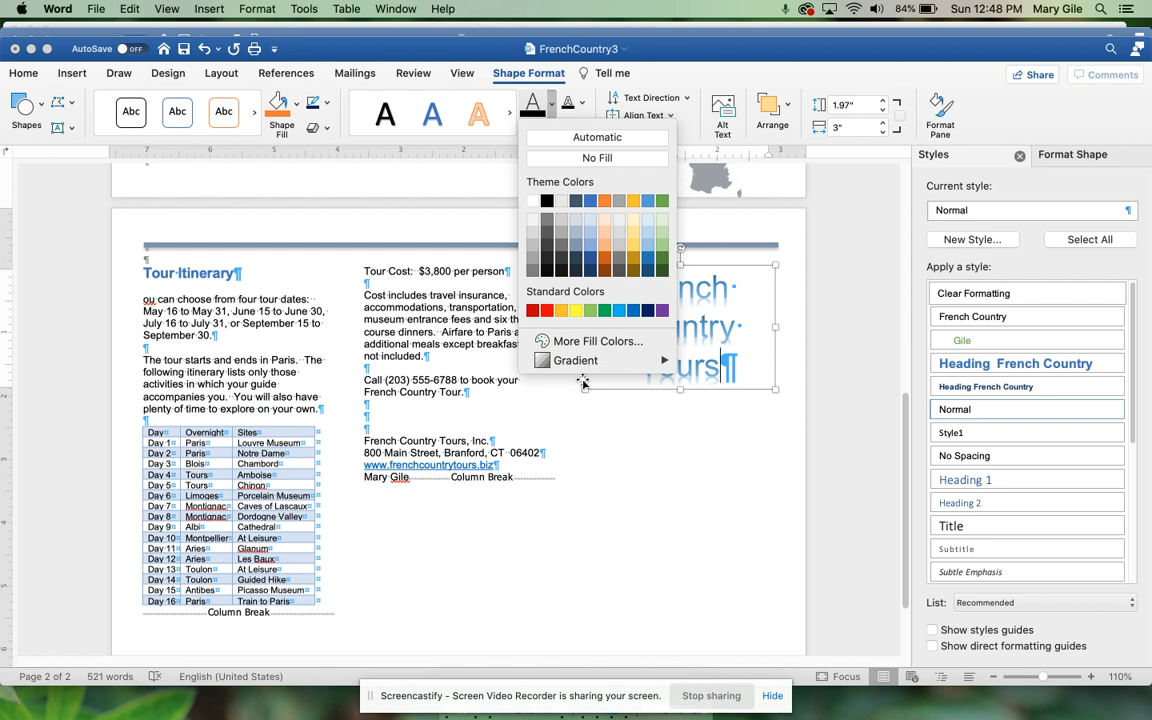 Word File Edit View Insert Format Tools Table Window Help 84% Sun 12:48 PM Mary Gile
AutoSave OFF FrenchCountry3
Home Insert Draw Design Layout References Mailings Review View Shape Format Tell me Share Comments
Shapes Abc Abc Abc Shape Fill A A A A A Text Direction Align Text Alt Text Arrange 1.97" 3" Format Pane
7 6 5 4 3 2 3
Automatic
No Fill
Theme Colors
Standard Colors
More Fill Colors...
Gradient
Tour·Itinerary¶
ou can choose from four tour dates:
May 16 to May 31, June 15 to June 30,
July 16 to July 31, or September 15 to
September 30.¶
¶
The tour starts and ends in Paris. The
following itinerary lists only those
activities in which your guide
accompanies you. You will also have
plenty of time to explore on your own.¶
¶
Day¤ Overnight¤ Sites¤
Day 1¤ Paris¤ Louvre Museum¤
Day 2¤ Paris¤ Notre Dame¤
Day 3¤ Blois¤ Chambord¤
Day 4¤ Tours¤ Amboise¤
Day 5¤ Tours¤ Chinon¤
Day 6¤ Limoges¤ Porcelain Museum¤
Day 7¤ Montignac¤ Caves of Lascaux¤
Day 8¤ Montignac¤ Dordogne Valley¤
Day 9¤ Albi¤ Cathedral¤
Day 10¤ Montpellier¤ At Leisure¤
Day 11¤ Aries¤ Glanum¤
Day 12¤ Aries¤ Les Baux¤
Day 13¤ Toulon¤ At Leisure¤
Day 14¤ Toulon¤ Guided Hike¤
Day 15¤ Antibes¤ Picasso Museum¤
Day 16¤ Paris¤ Train to Paris¤
Column Break
Tour Cost: $3,800 per person¶
¶
Cost includes travel insurance,
accommodations, transportation,
museum entrance fees and six th
course dinners. Airfare to Paris a
additional meals except breakfas
not included.¶
¶
Call (203) 555-6788 to book your
French Country Tour.¶
¶
¶
¶
French Country Tours, Inc.¶
800 Main Street, Branford, CT 06402¶
www.frenchcountrytours.biz¶
Mary Gile Column Break
nch·
ntry·
ours¶
Styles Format Shape
Current style:
Normal ¶
New Style... Select All
Apply a style:
Clear Formatting
French Country
Gile
Heading French Country
Heading French Country
Normal
Style1
No Spacing
Heading 1
Heading 2
Title
Subtitle
Subtle Emphasis
List: Recommended
Show styles guides
Show direct formatting guides
Page 2 of 2 521 words English (United States) Focus 110%
Screencastify - Screen Video Recorder is sharing your screen. Stop sharing Hide